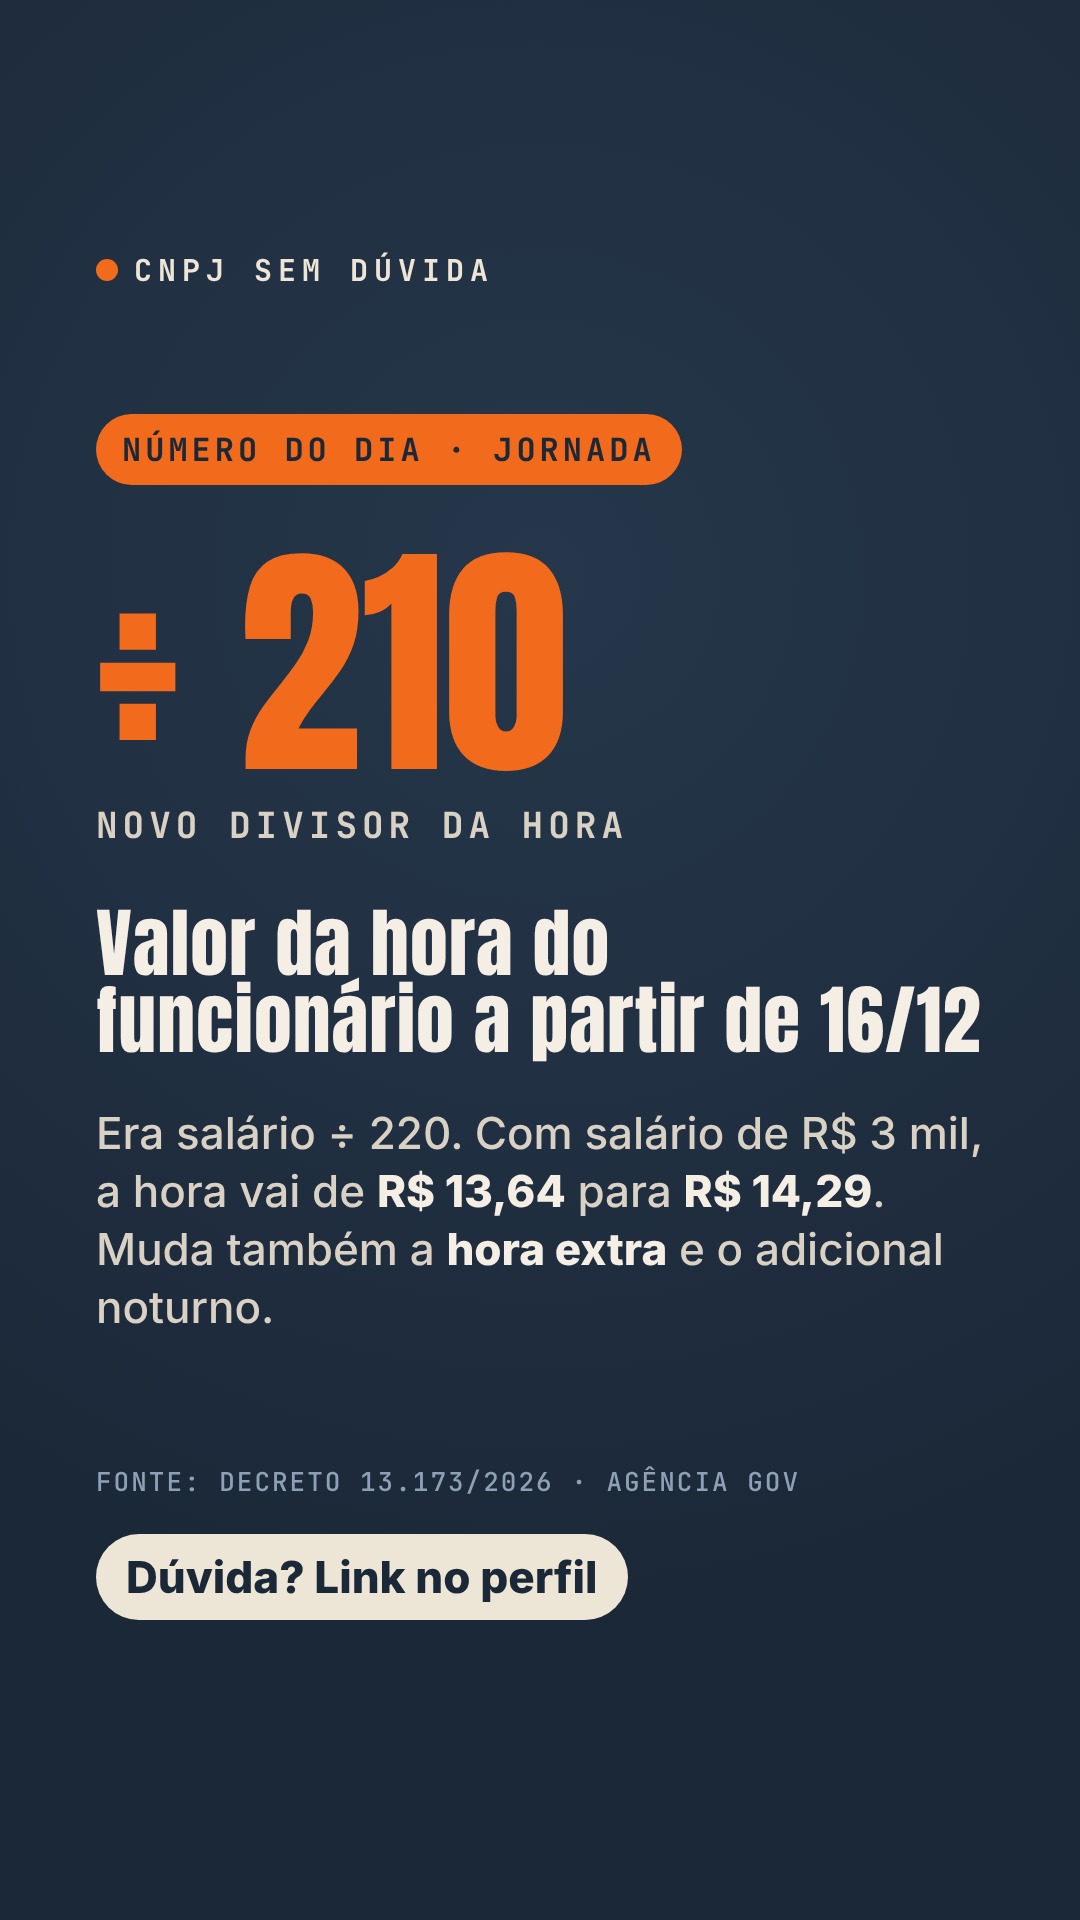 CNPJ SEM DÚVIDA
NÚMERO DO DIA · JORNADA
÷ 210
NOVO DIVISOR DA HORA
Valor da hora do
funcionário a partir de 16/12
Era salário ÷ 220. Com salário de R$ 3 mil,
a hora vai de R$ 13,64 para R$ 14,29.
Muda também a hora extra e o adicional
noturno.
FONTE: DECRETO 13.173/2026 · AGÊNCIA GOV
Dúvida? Link no perfil